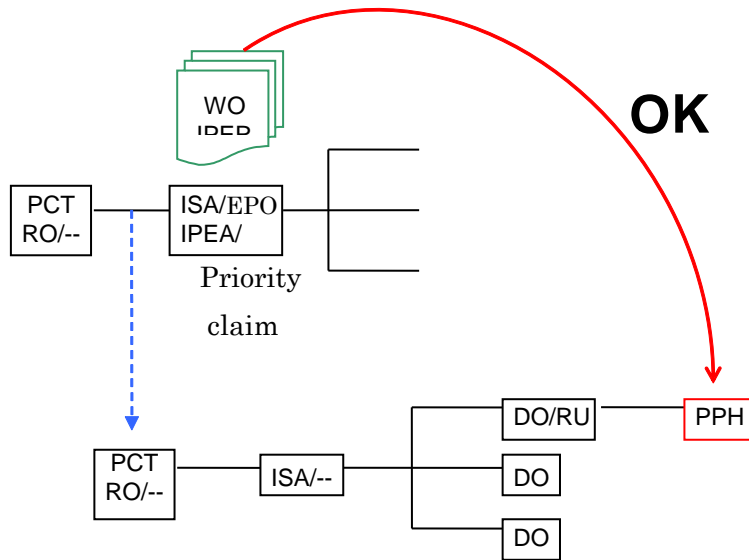 WO
OK
PCT
RO/--
ISA/EPO
IPEA/
Priority
claim
DO/RU
PPH
PCT
RO/--
ISA/--
DO
DO